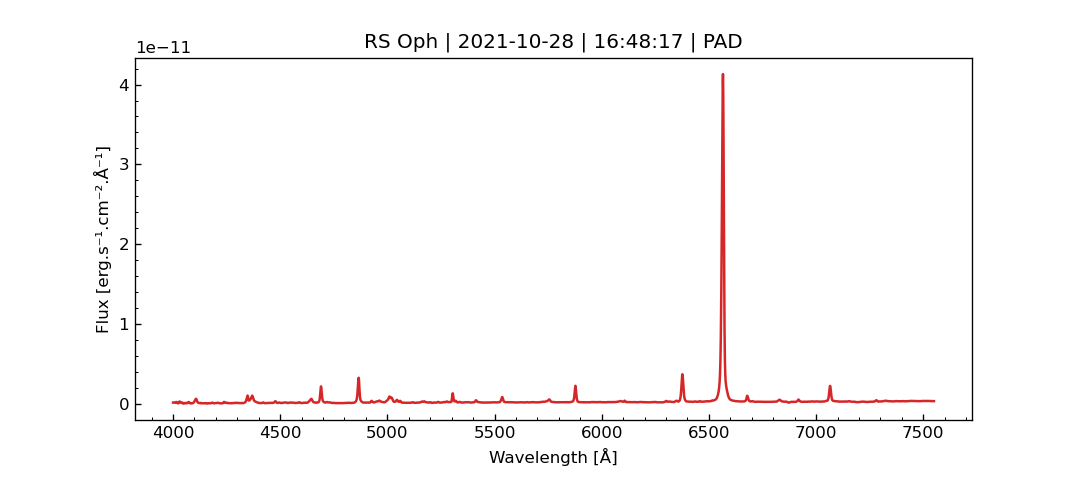 RS Oph | 2021-10-28 | 16:48:17 | PAD
1e−11
4
3
2
1
0
Flux [erg.s⁻¹.cm⁻².Å⁻¹]
4000 4500 5000 5500 6000 6500 7000 7500
Wavelength [Å]